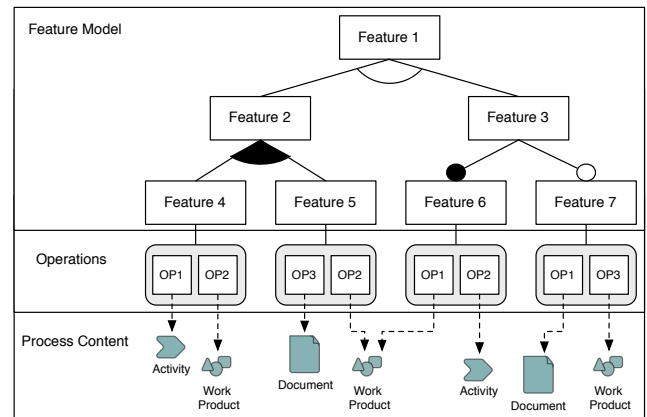 Feature Model
Feature 1
Feature 2
Feature 3
Feature 4
Feature 5
Feature 6
Feature 7
Operations
OP1
OP2
OP3
OP2
OP1
OP2
OP1
OP3
Process Content
Activity
Work
Product
Document
Work
Product
Activity
Document
Work
Product